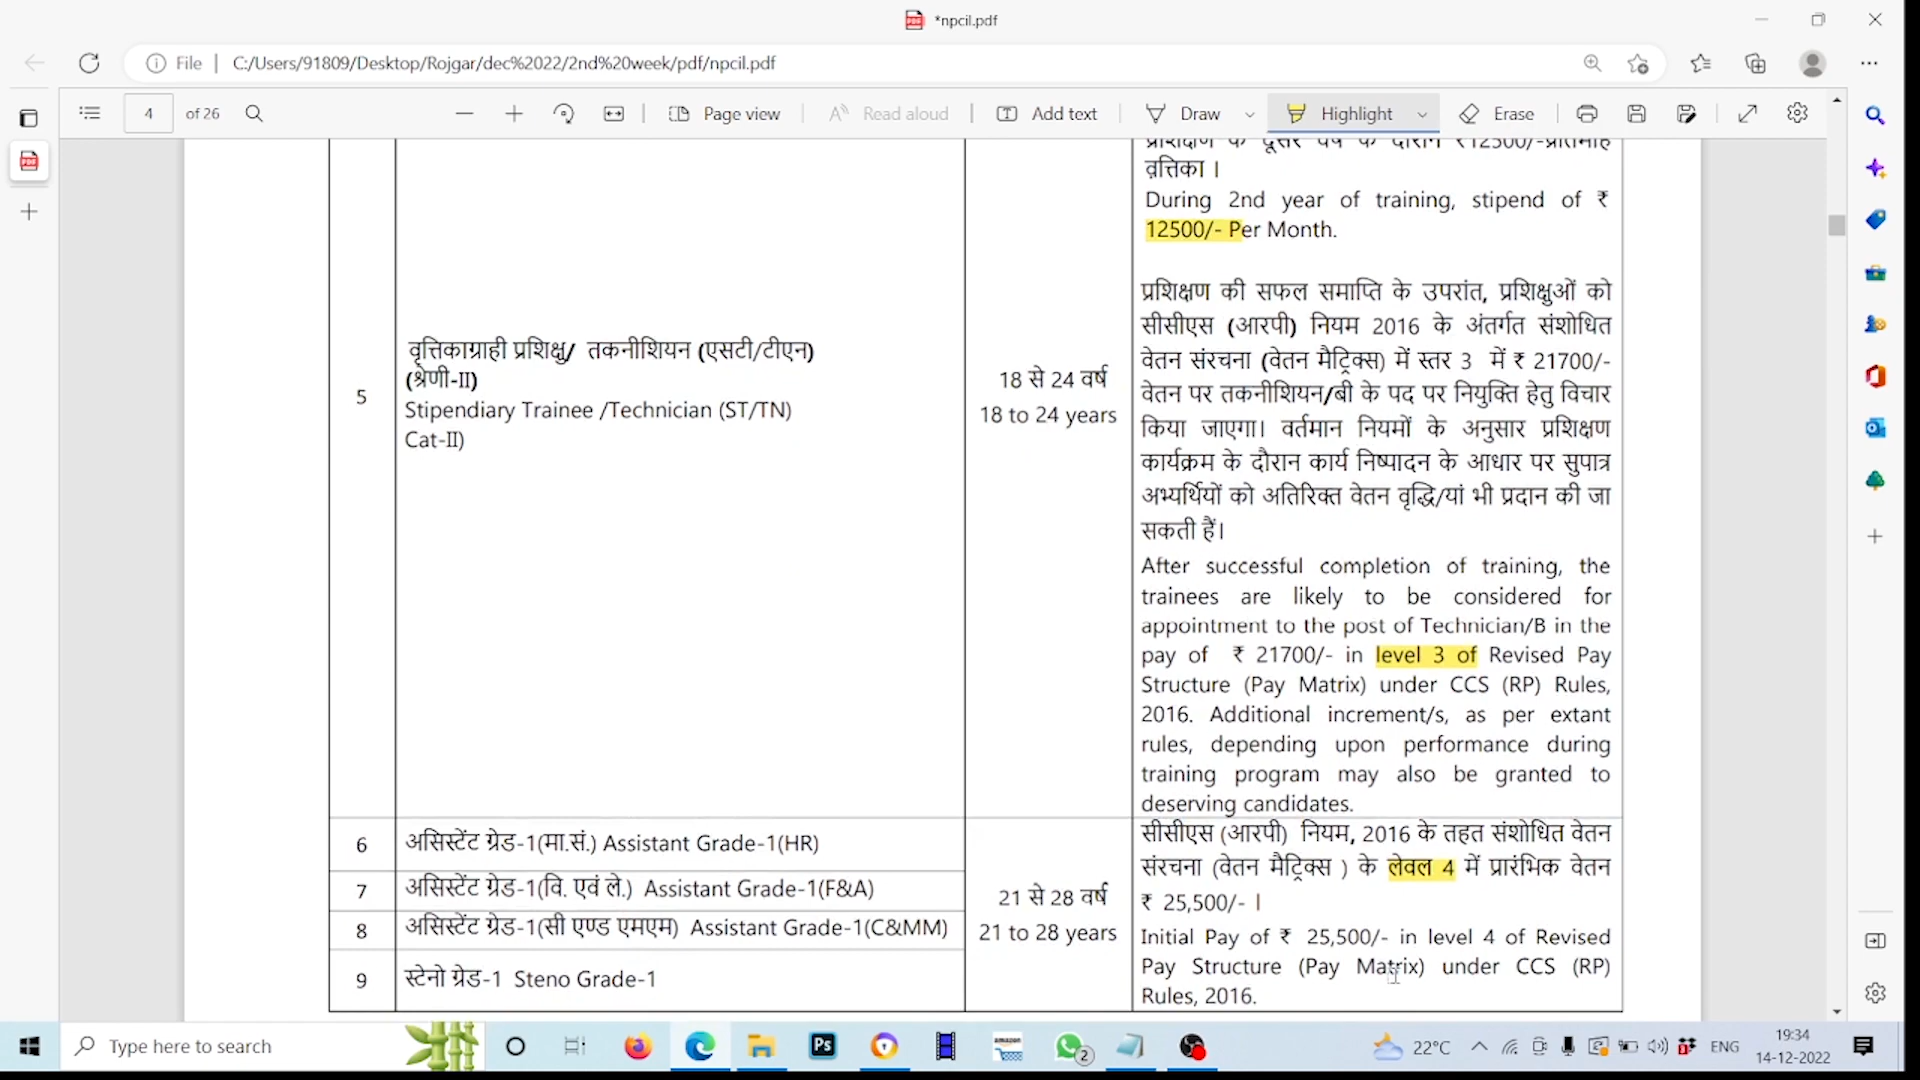 *npcil.pdf
File
C:/Users/91809/Desktop/Rojgar/dec%2022/2nd%20week/pdf/npcil.pdf
4
of 26
Page view
Read aloud
Add text
Draw
Highlight
Erase
प्रशिक्षण के दूसरे वर्ष के दौरान ₹12500/-प्रतिमाह
वृत्तिका ।
During 2nd year of training, stipend of ₹
12500/- Per Month.
5
वृत्तिकाग्राही प्रशिक्षु/ तकनीशियन (एसटी/टीएन)
(श्रेणी-II)
Stipendiary Trainee /Technician (ST/TN)
Cat-II)
18 से 24 वर्ष
18 to 24 years
प्रशिक्षण की सफल समाप्ति के उपरांत, प्रशिक्षुओं को
सीसीएस (आरपी) नियम 2016 के अंतर्गत संशोधित
वेतन संरचना (वेतन मैट्रिक्स) में स्तर 3 में ₹ 21700/-
वेतन पर तकनीशियन/बी के पद पर नियुक्ति हेतु विचार
किया जाएगा। वर्तमान नियमों के अनुसार प्रशिक्षण
कार्यक्रम के दौरान कार्य निष्पादन के आधार पर सुपात्र
अभ्यर्थियों को अतिरिक्त वेतन वृद्धि/यां भी प्रदान की जा
सकती हैं।
After successful completion of training, the
trainees are likely to be considered for
appointment to the post of Technician/B in the
pay of ₹ 21700/- in level 3 of Revised Pay
Structure (Pay Matrix) under CCS (RP) Rules,
2016. Additional increment/s, as per extant
rules, depending upon performance during
training program may also be granted to
deserving candidates.
6
असिस्टेंट ग्रेड-1(मा.सं.) Assistant Grade-1(HR)
7
असिस्टेंट ग्रेड-1(वि. एवं ले.) Assistant Grade-1(F&A)
8
असिस्टेंट ग्रेड-1(सी एण्ड एमएम) Assistant Grade-1(C&MM)
9
स्टेनो ग्रेड-1 Steno Grade-1
21 से 28 वर्ष
21 to 28 years
सीसीएस (आरपी) नियम, 2016 के तहत संशोधित वेतन
संरचना (वेतन मैट्रिक्स ) के लेवल 4 में प्रारंभिक वेतन
₹ 25,500/- ।
Initial Pay of ₹ 25,500/- in level 4 of Revised
Pay Structure (Pay Matrix) under CCS (RP)
Rules, 2016.
Type here to search
Ps
amazon
2
22°C
ENG
19:34
14-12-2022